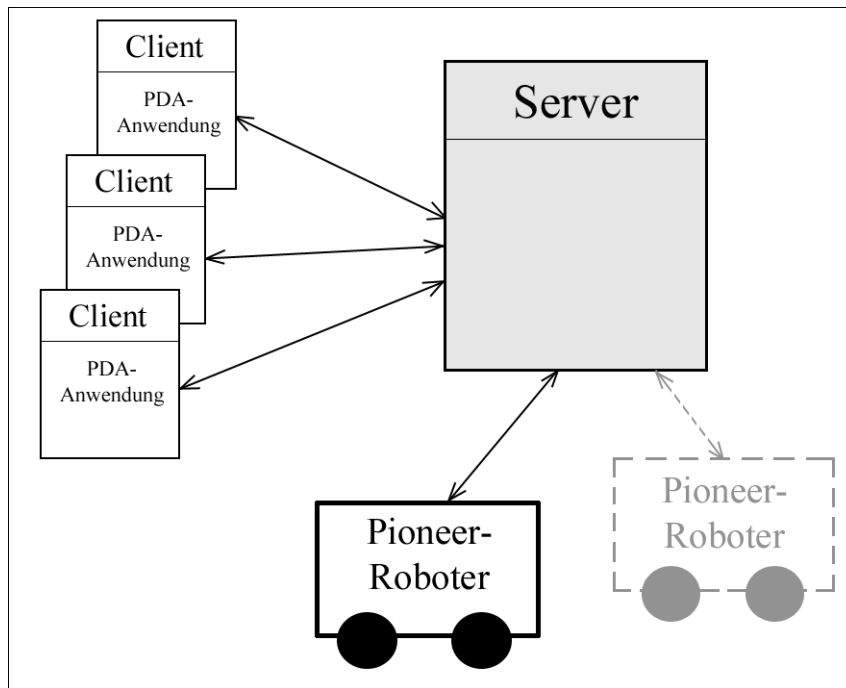 Client
PDA-
Anwendung
Client
PDA-
Anwendung
Client
PDA-
Anwendung
Server
Pioneer-
Roboter
Pioneer-
Roboter